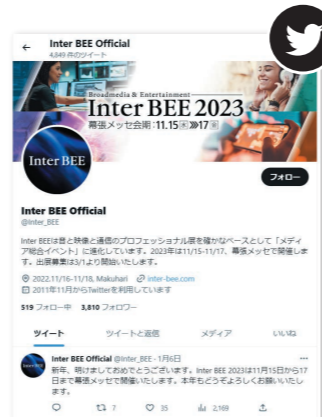 Inter BEE Official
4,849 件のツイート
Broadmedia & Entertainment
Inter BEE 2023
幕張メッセ会期:11.15水≫17金
Inter BEE
フォロー
Inter BEE Official
@Inter_BEE
Inter BEEは音と映像と通信のプロフェッショナル展を確かなベースとして「メディ
ア総合イベント」に進化しています。2023年は11/15-11/17、幕張メッセで開催しま
す。出展募集は3/1より開始いたします。
2022.11/16-11/18, Makuhari inter-bee.com
2011年11月からTwitterを利用しています
519 フォロー中 3,810 フォロワー
ツイート ツイートと返信 メディア いいね
Inter BEE Official @Inter_BEE · 1月6日
新年、明けましておめでとうございます。Inter BEE 2023は11月15日から17
日まで幕張メッセで開催いたします。本年もどうぞよろしくお願いいたし
ます。
7 35 2,169